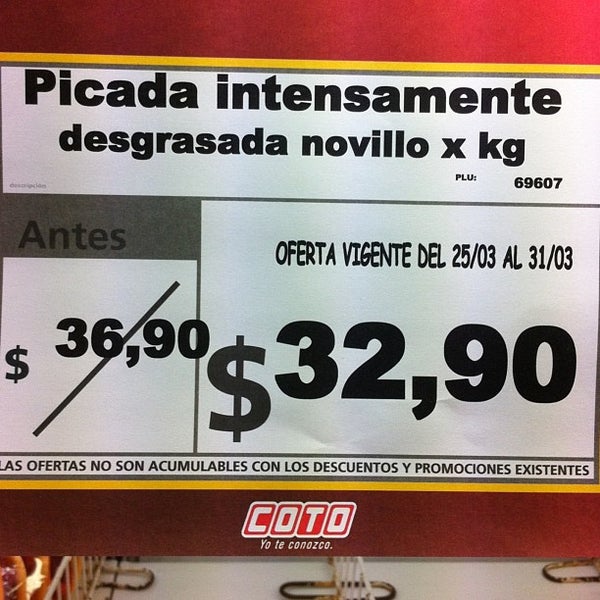 Picada intensamente
desgrasada novillo x kg
descripción
PLU: 69607
Antes
OFERTA VIGENTE DEL 25/03 AL 31/03
$ 36,90
$32,90
LAS OFERTAS NO SON ACUMULABLES CON LOS DESCUENTOS Y PROMOCIONES EXISTENTES
COTO
Yo te conozco.